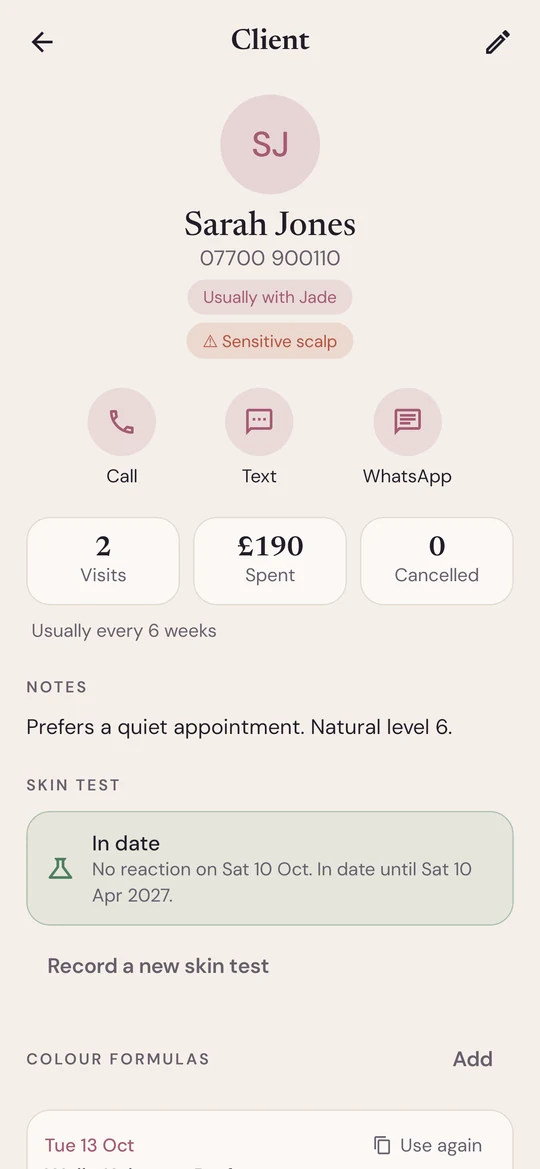 Client
SJ
Sarah Jones
07700 900110
Usually with Jade
⚠ Sensitive scalp
Call
Text
WhatsApp
2
Visits
£190
Spent
0
Cancelled
Usually every 6 weeks
NOTES
Prefers a quiet appointment. Natural level 6.
SKIN TEST
In date
No reaction on Sat 10 Oct. In date until Sat 10
Apr 2027.
Record a new skin test
COLOUR FORMULAS
Add
Tue 13 Oct
Use again